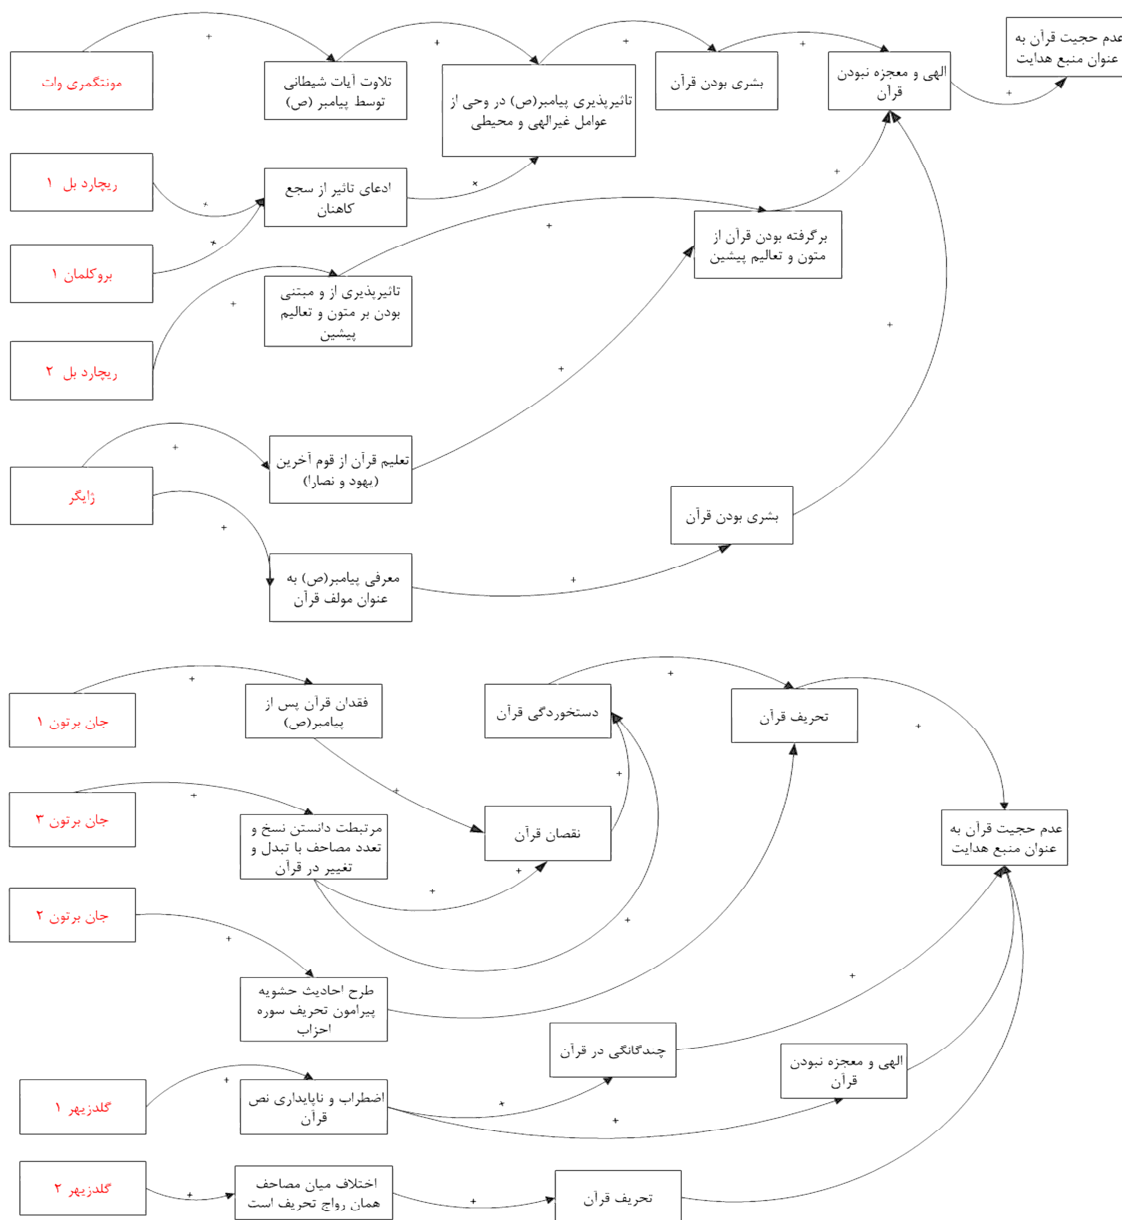 مونتگمری وات
تلاوت آیات شیطانی
توسط پیامبر (ص)
تاثیرپذیری پیامبر(ص) در وحی از
عوامل غیرالهی و محیطی
بشری بودن قرآن
الهی و معجزه نبودن
قرآن
عدم حجیت قرآن به
عنوان منبع هدایت
ریچارد بل ۱
ادعای تاثیر از سجع
کاهنان
بروکلمان ۱
برگرفته بودن قرآن از
متون و تعالیم پیشین
تاثیرپذیری از و مبتنی
بودن بر متون و تعالیم
پیشین
ریچارد بل ۲
ژایگر
تعلیم قرآن از قوم آخرین
(یهود و نصارا)
بشری بودن قرآن
معرفی پیامبر(ص) به
عنوان مولف قرآن
جان برتون ۱
فقدان قرآن پس از
پیامبر(ص)
دستخوردگی قرآن
تحریف قرآن
جان برتون ۳
مرتبطت دانستن نسخ و
تعدد مصاحف با تبدل و
تغییر در قرآن
نقصان قرآن
عدم حجیت قرآن به
عنوان منبع هدایت
جان برتون ۲
طرح احادیث حشویه
پیرامون تحریف سوره
احزاب
چندگانگی در قرآن
الهی و معجزه نبودن
قرآن
گلدزیهر ۱
اضطراب و ناپایداری نص
قرآن
گلدزیهر ۲
اختلاف میان مصاحف
همان رواج تحریف است
تحریف قرآن